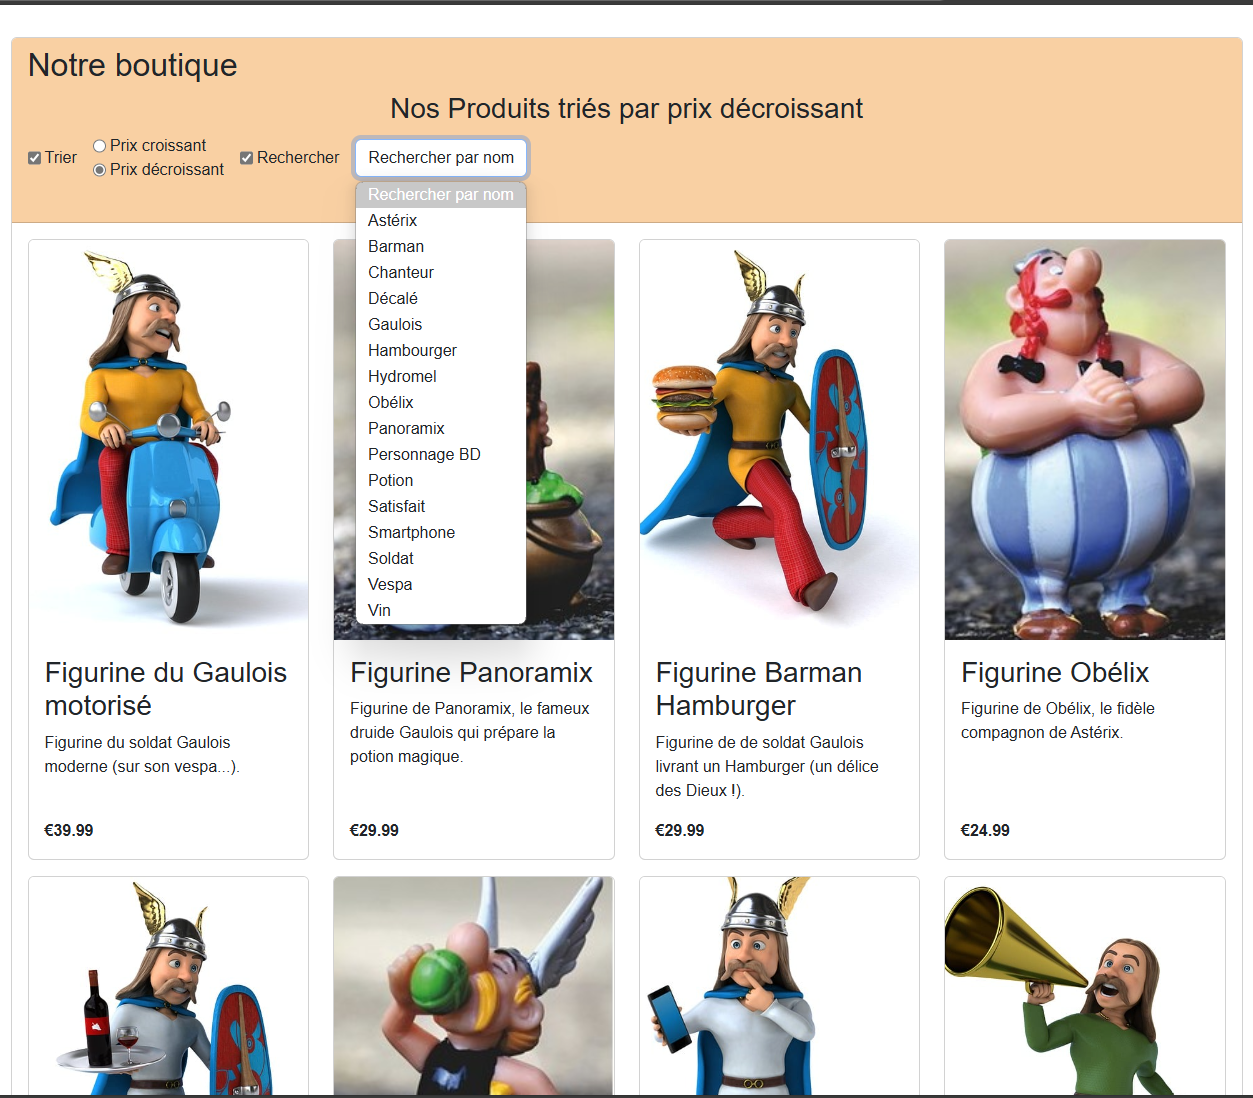 Notre boutique
Nos Produits triés par prix décroissant
Trier
Prix croissant
Prix décroissant
Rechercher
Rechercher par nom
Rechercher par nom
Astérix
Barman
Chanteur
Décalé
Gaulois
Hambourger
Hydromel
Obélix
Panoramix
Personnage BD
Potion
Satisfait
Smartphone
Soldat
Vespa
Vin
Figurine du Gaulois
motorisé
Figurine du soldat Gaulois
moderne (sur son vespa...).
€39.99
Figurine Panoramix
Figurine de Panoramix, le fameux
druide Gaulois qui prépare la
potion magique.
€29.99
Figurine Barman
Hamburger
Figurine de de soldat Gaulois
livrant un Hamburger (un délice
des Dieux !).
€29.99
Figurine Obélix
Figurine de Obélix, le fidèle
compagnon de Astérix.
€24.99